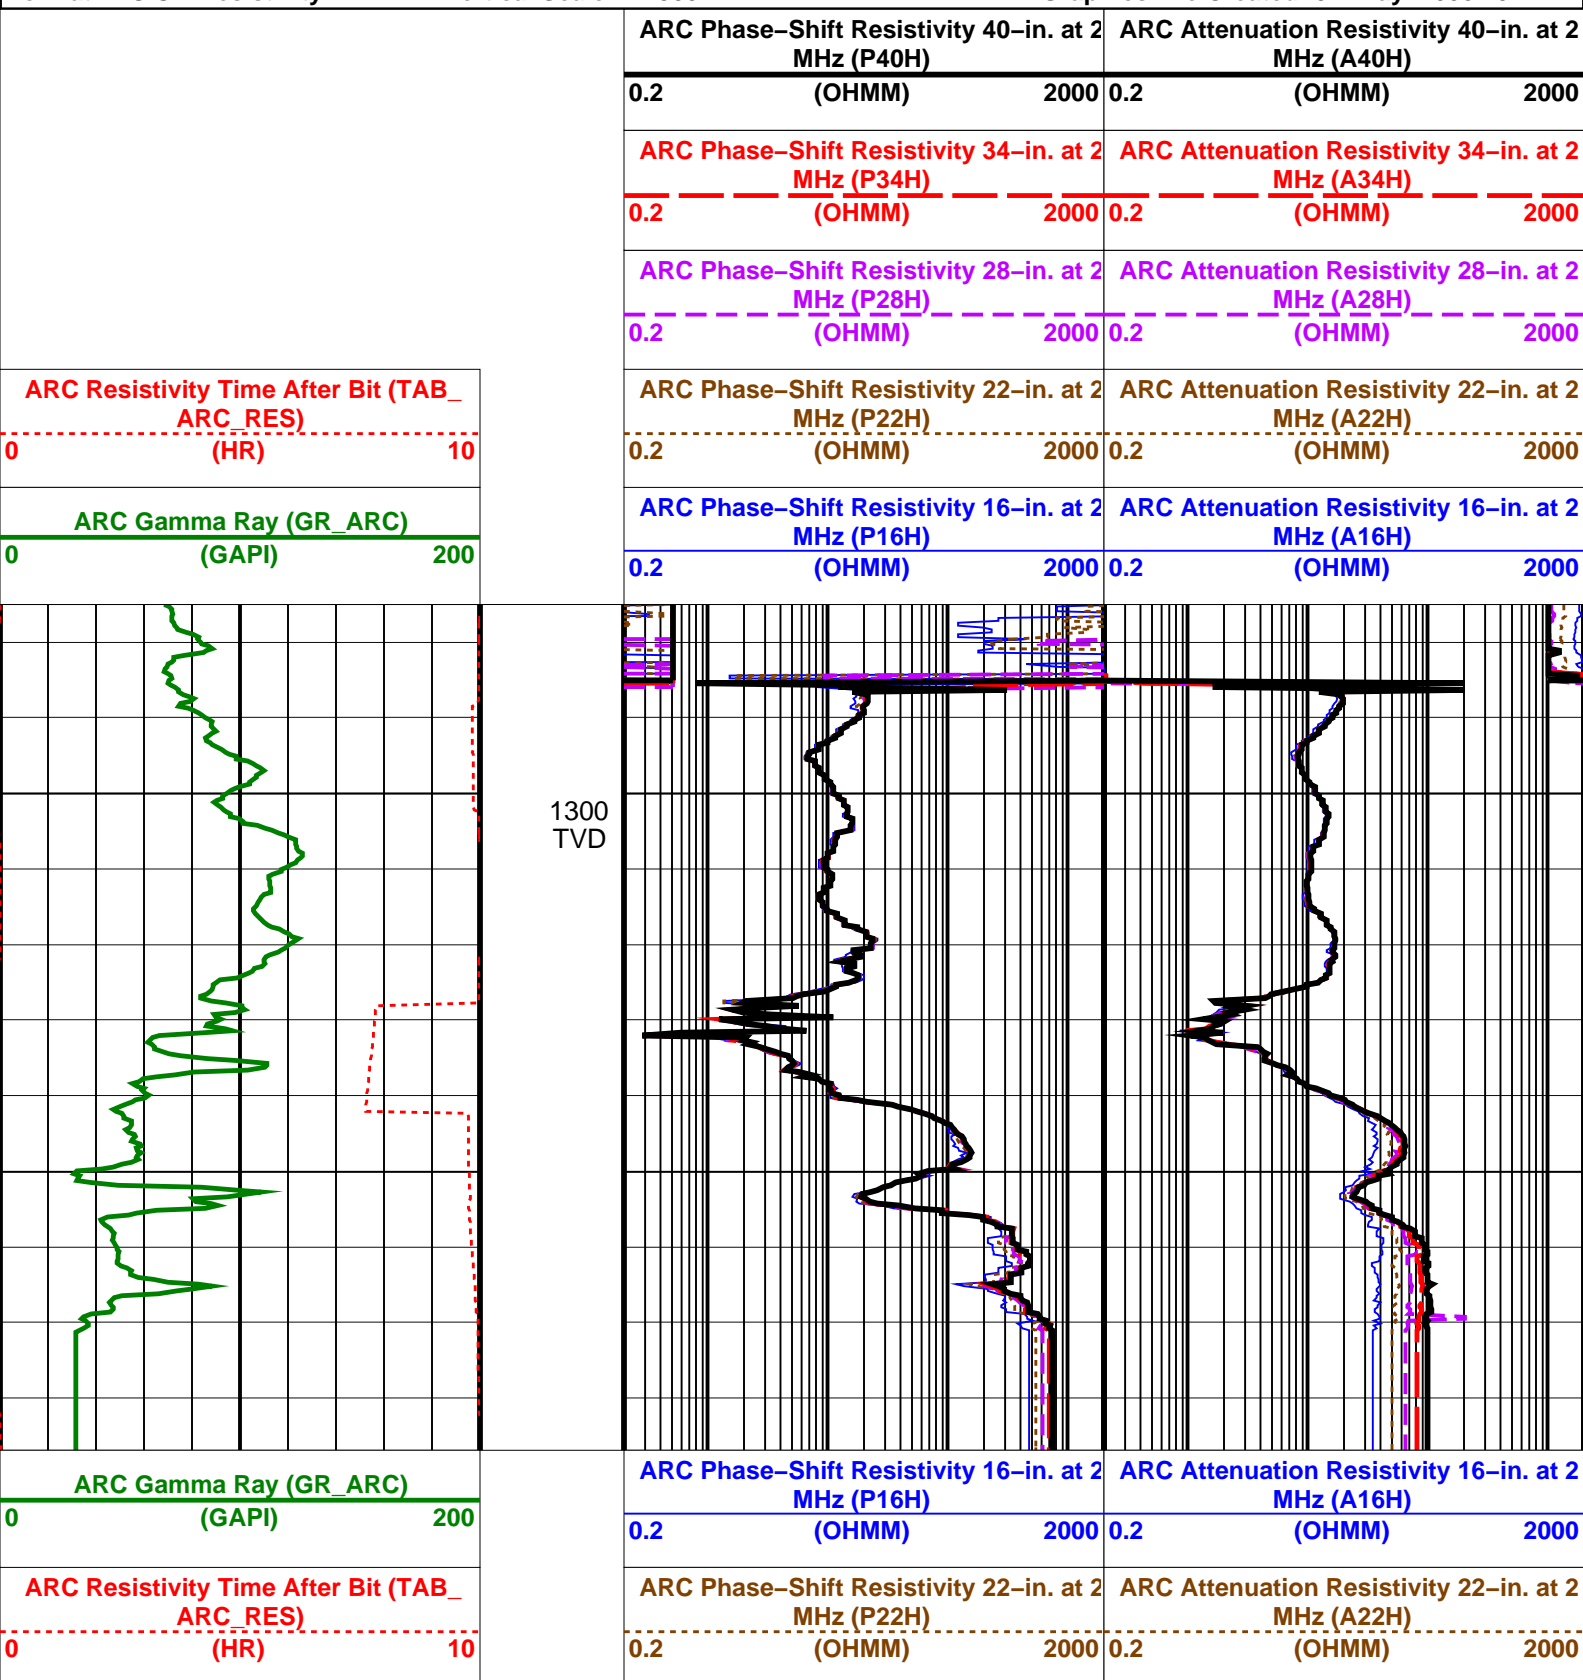 ARC Phase–Shift Resistivity 40–in. at 2
MHz (P40H)
0.2 (OHMM) 2000
ARC Attenuation Resistivity 40–in. at 2
MHz (A40H)
0.2 (OHMM) 2000
ARC Phase–Shift Resistivity 34–in. at 2
MHz (P34H)
0.2 (OHMM) 2000
ARC Attenuation Resistivity 34–in. at 2
MHz (A34H)
0.2 (OHMM) 2000
ARC Phase–Shift Resistivity 28–in. at 2
MHz (P28H)
0.2 (OHMM) 2000
ARC Attenuation Resistivity 28–in. at 2
MHz (A28H)
0.2 (OHMM) 2000
ARC Resistivity Time After Bit (TAB_
ARC_RES)
0 (HR) 10
ARC Phase–Shift Resistivity 22–in. at 2
MHz (P22H)
0.2 (OHMM) 2000
ARC Attenuation Resistivity 22–in. at 2
MHz (A22H)
0.2 (OHMM) 2000
ARC Gamma Ray (GR_ARC)
0 (GAPI) 200
ARC Phase–Shift Resistivity 16–in. at 2
MHz (P16H)
0.2 (OHMM) 2000
ARC Attenuation Resistivity 16–in. at 2
MHz (A16H)
0.2 (OHMM) 2000
1300
TVD
ARC Gamma Ray (GR_ARC)
0 (GAPI) 200
ARC Phase–Shift Resistivity 16–in. at 2
MHz (P16H)
0.2 (OHMM) 2000
ARC Attenuation Resistivity 16–in. at 2
MHz (A16H)
0.2 (OHMM) 2000
ARC Resistivity Time After Bit (TAB_
ARC_RES)
0 (HR) 10
ARC Phase–Shift Resistivity 22–in. at 2
MHz (P22H)
0.2 (OHMM) 2000
ARC Attenuation Resistivity 22–in. at 2
MHz (A22H)
0.2 (OHMM) 2000